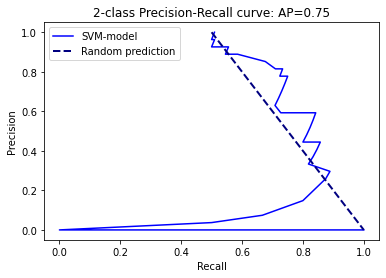 2-class Precision-Recall curve: AP=0.75
SVM-model
Random prediction
Precision
1.0
0.8
0.6
0.4
0.2
0.0
0.0 0.2 0.4 0.6 0.8 1.0
Recall